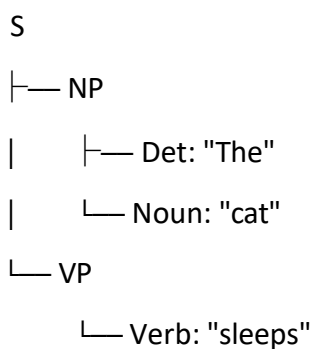 S
├── NP
│ ├── Det: "The"
│ └── Noun: "cat"
└── VP
└── Verb: "sleeps"